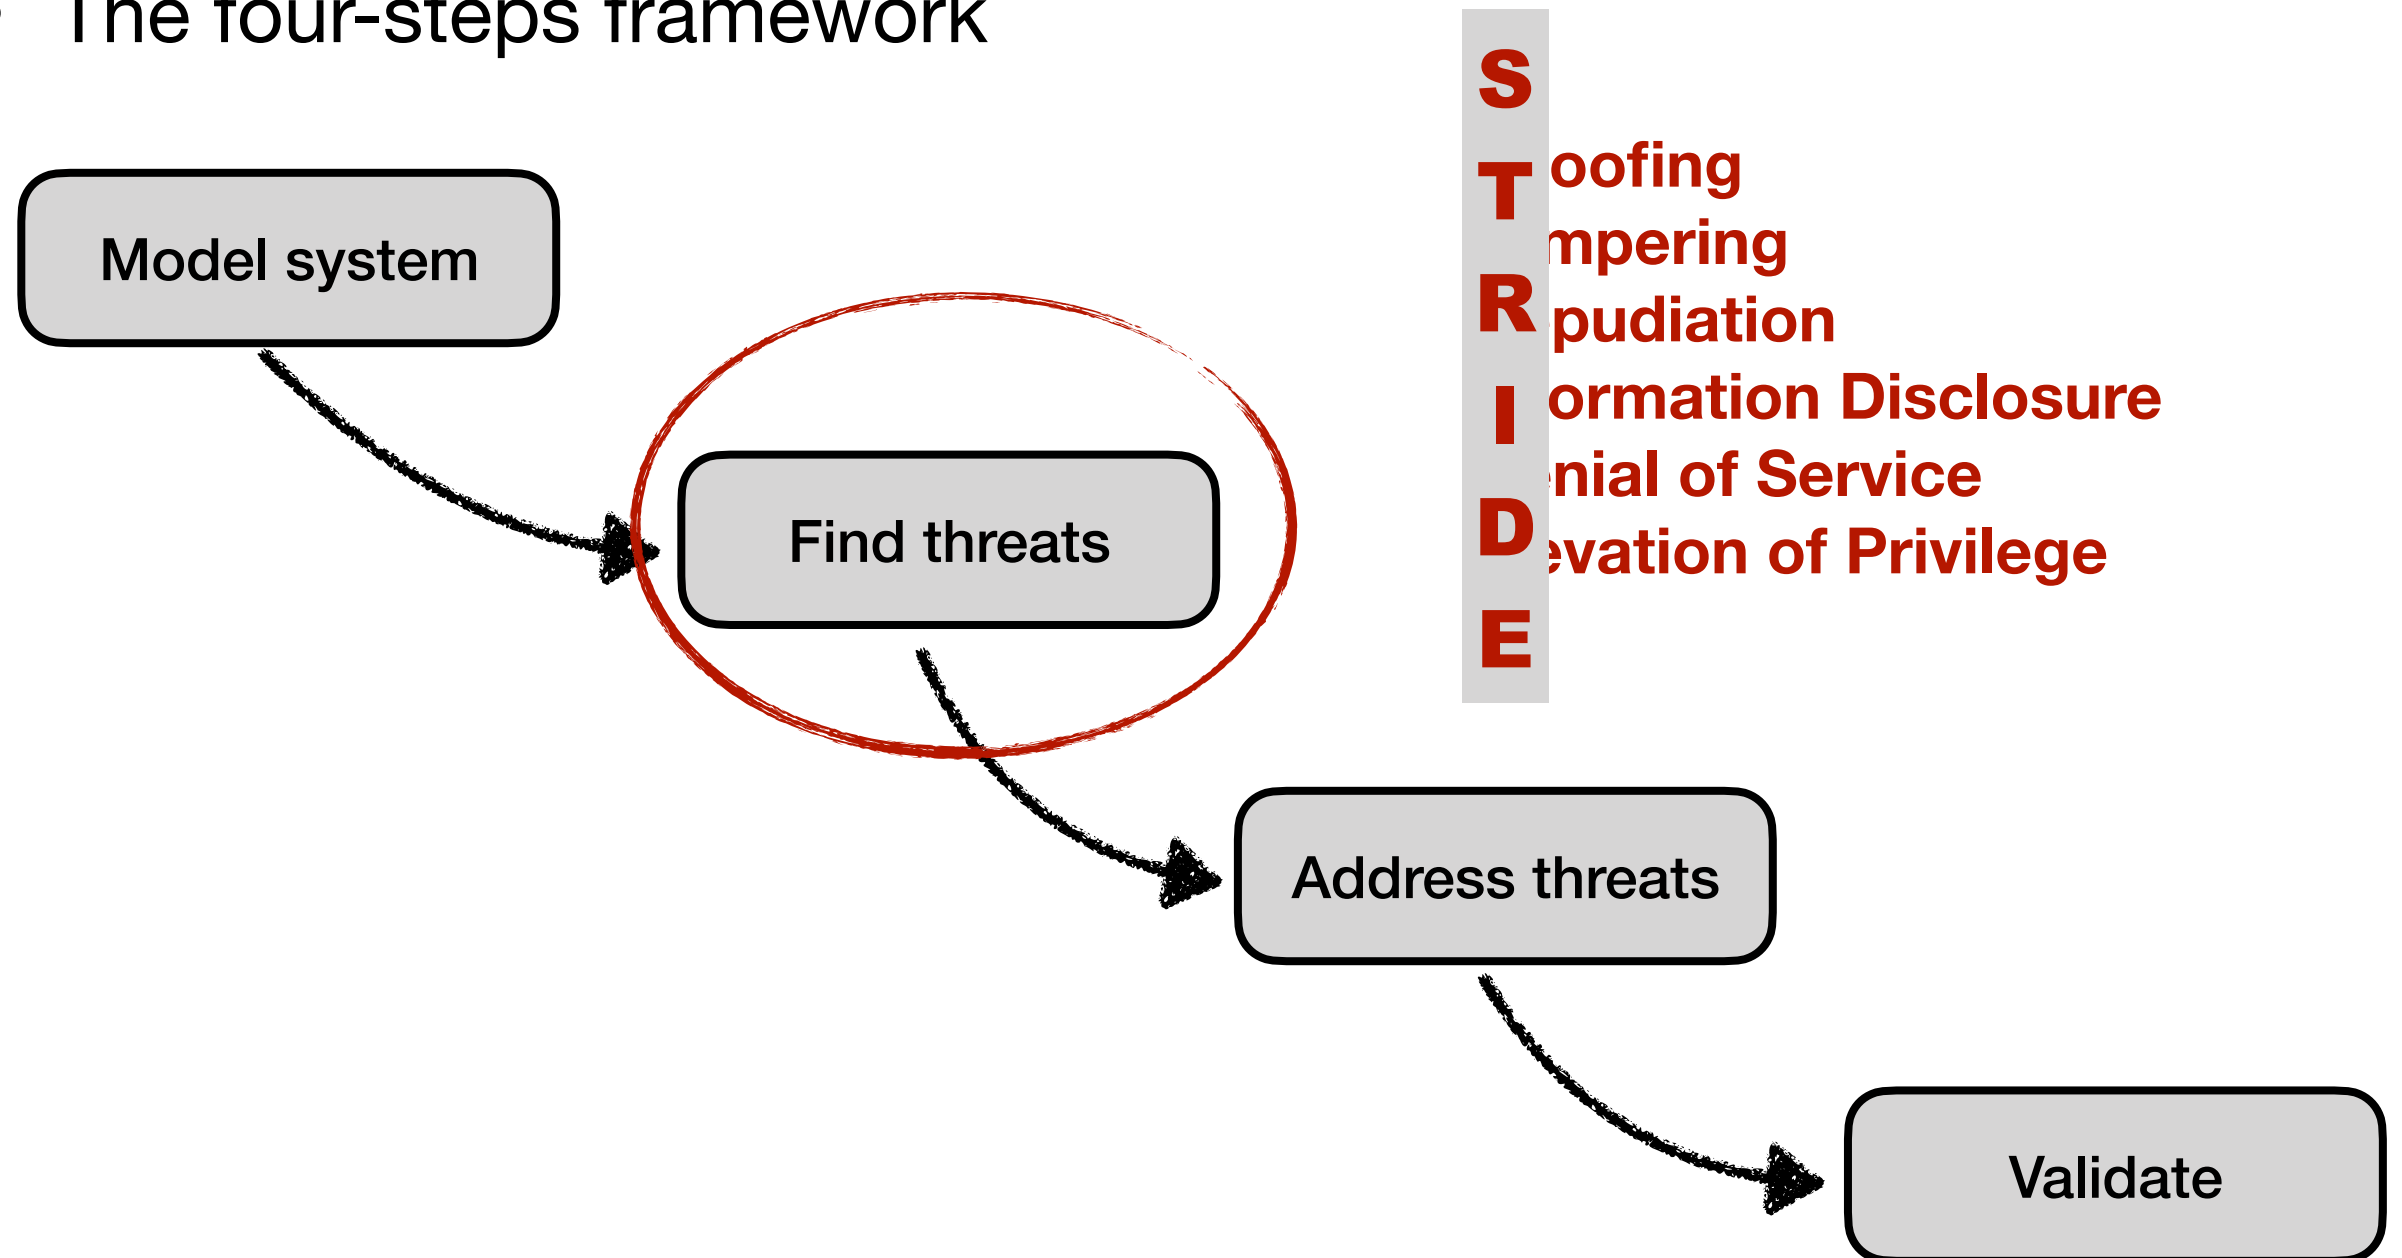 The four-steps framework
S
T
R
I
D
E
oofing
mpering
pudiation
ormation Disclosure
nial of Service
evation of Privilege
Model system
Find threats
Address threats
Validate